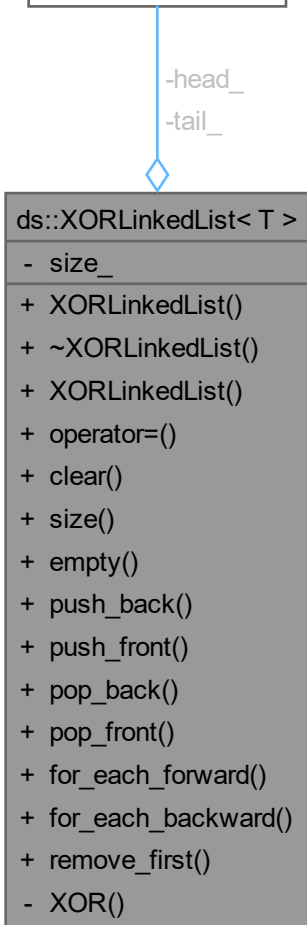 -head_
-tail_
ds::XORLinkedList< T >
- size_
+ XORLinkedList()
+ ~XORLinkedList()
+ XORLinkedList()
+ operator=()
+ clear()
+ size()
+ empty()
+ push_back()
+ push_front()
+ pop_back()
+ pop_front()
+ for_each_forward()
+ for_each_backward()
+ remove_first()
- XOR()